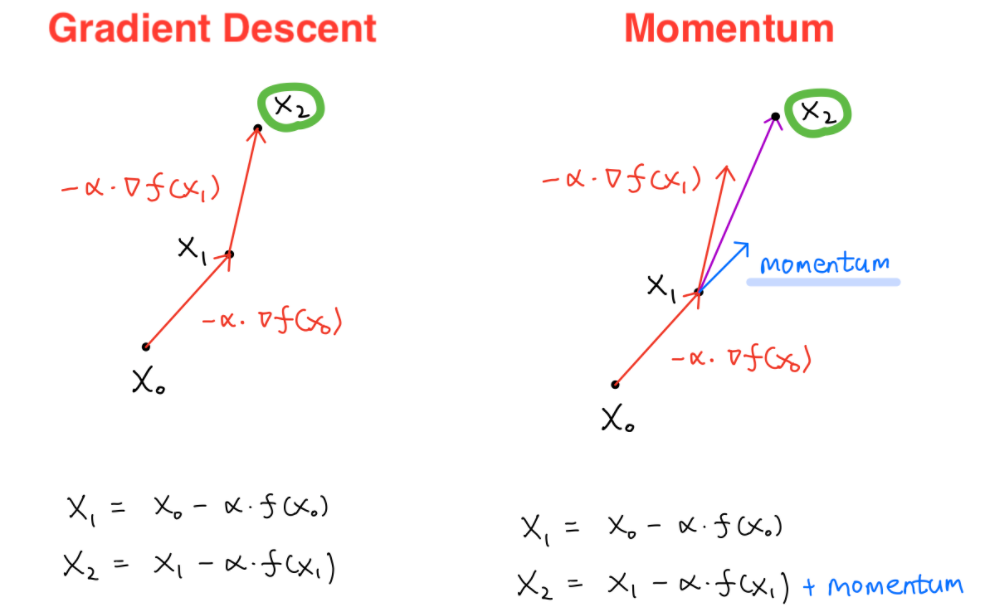 Gradient Descent
X₂
-α·∇f(X₁)
X₁
-α·∇f(X₀)
X₀
X₁ = X₀ - α·f(X₀)
X₂ = X₁ - α·f(X₁)
Momentum
X₂
-α·∇f(X₁)
momentum
X₁
-α·∇f(X₀)
X₀
X₁ = X₀ - α·f(X₀)
X₂ = X₁ - α·f(X₁) + momentum